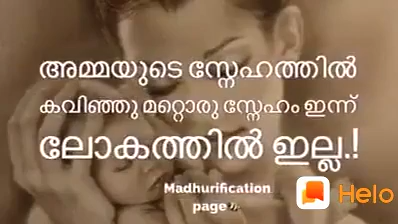 അമ്മയുടെ സ്നേഹത്തിൽ
കവിഞ്ഞു മറ്റൊരു സ്നേഹം ഇന്ന്
ലോകത്തിൽ ഇല്ല.!
Madhurification
page
Helo